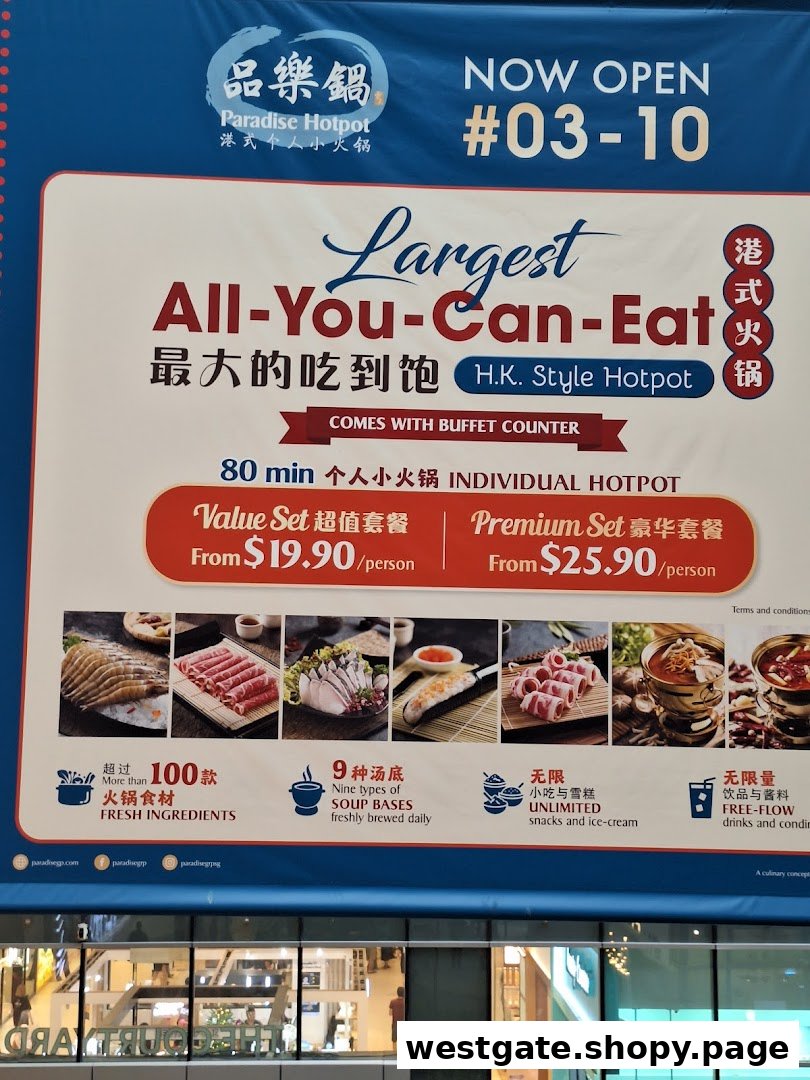 品樂鍋
Paradise Hotpot
港式个人小火锅
NOW OPEN
#03-10
Largest
All-You-Can-Eat
最大的吃到饱
H.K. Style Hotpot
港式火锅
COMES WITH BUFFET COUNTER
80 min 个人小火锅 INDIVIDUAL HOTPOT
Value Set 超值套餐
From $19.90/person
Premium Set 豪华套餐
From $25.90/person
Terms and conditions
超过
More than 100款
火锅食材
FRESH INGREDIENTS
9种汤底
Nine types of
SOUP BASES
freshly brewed daily
无限
小吃与雪糕
UNLIMITED
snacks and ice-cream
无限量
饮品与酱料
FREE-FLOW
drinks and condi
paradisegp.com
paradisegrp
paradisegrpsg
A culinary concept
THE COURTYARD
westgate.shopy.page